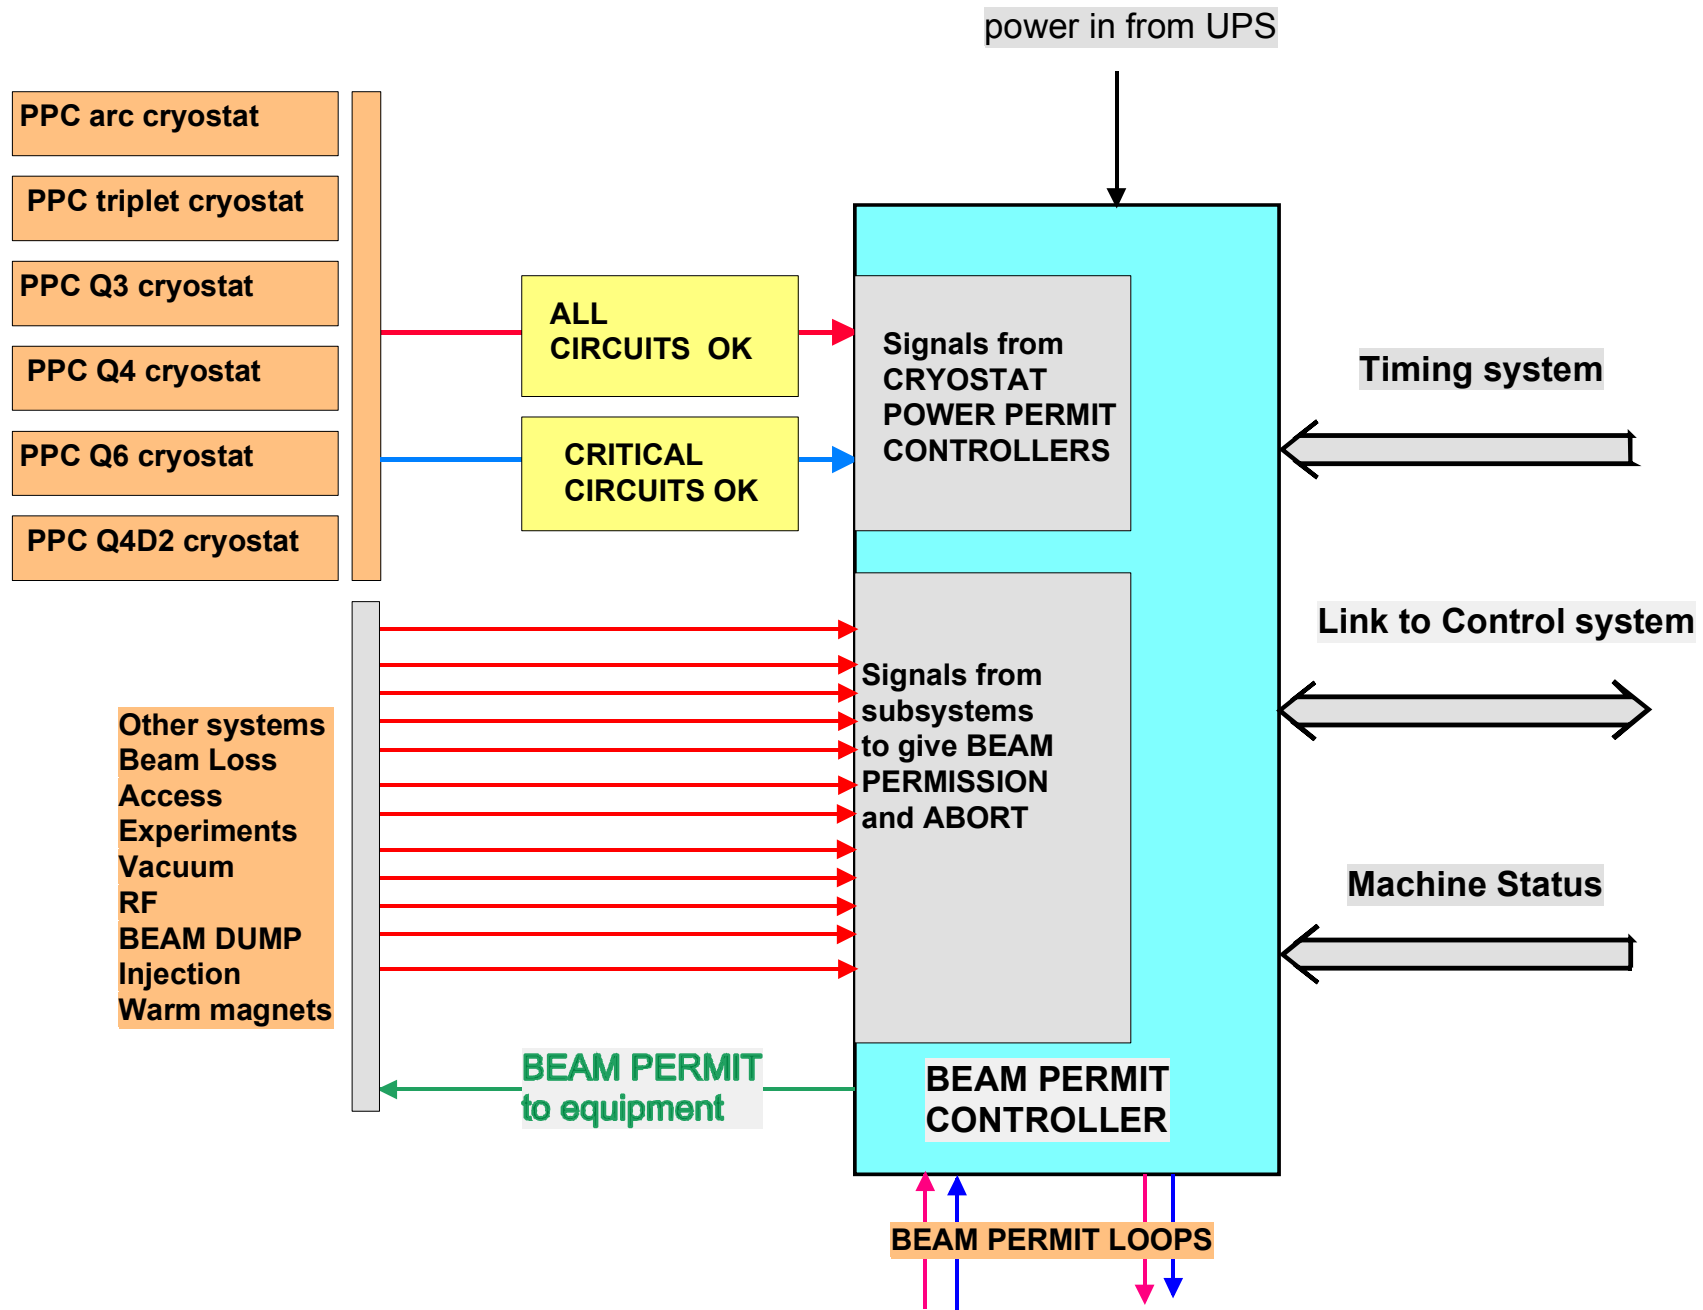 power in from UPS
PPC arc cryostat
PPC triplet cryostat
PPC Q3 cryostat
PPC Q4 cryostat
PPC Q6 cryostat
PPC Q4D2 cryostat
ALL
CIRCUITS OK
CRITICAL
CIRCUITS OK
Signals from
CRYOSTAT
POWER PERMIT
CONTROLLERS
Timing system
Link to Control system
Machine Status
Other systems
Beam Loss
Access
Experiments
Vacuum
RF
BEAM DUMP
Injection
Warm magnets
Signals from
subsystems
to give BEAM
PERMISSION
and ABORT
BEAM PERMIT
to equipment
BEAM PERMIT
CONTROLLER
BEAM PERMIT LOOPS